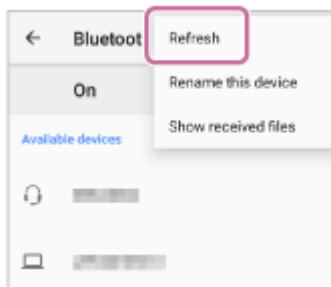 Bluetoot
Refresh
On
Rename this device
Show received files
Available devices